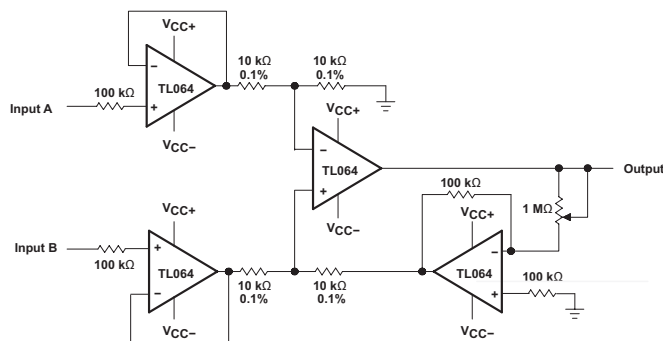 VCC+
10 kΩ
0.1%
10 kΩ
0.1%
100 kΩ
TL064
Input A
VCC−
VCC+
TL064
Output
VCC−
100 kΩ
1 MΩ
VCC+
VCC+
Input B
100 kΩ
TL064
10 kΩ
0.1%
10 kΩ
0.1%
TL064
100 kΩ
VCC−
VCC−